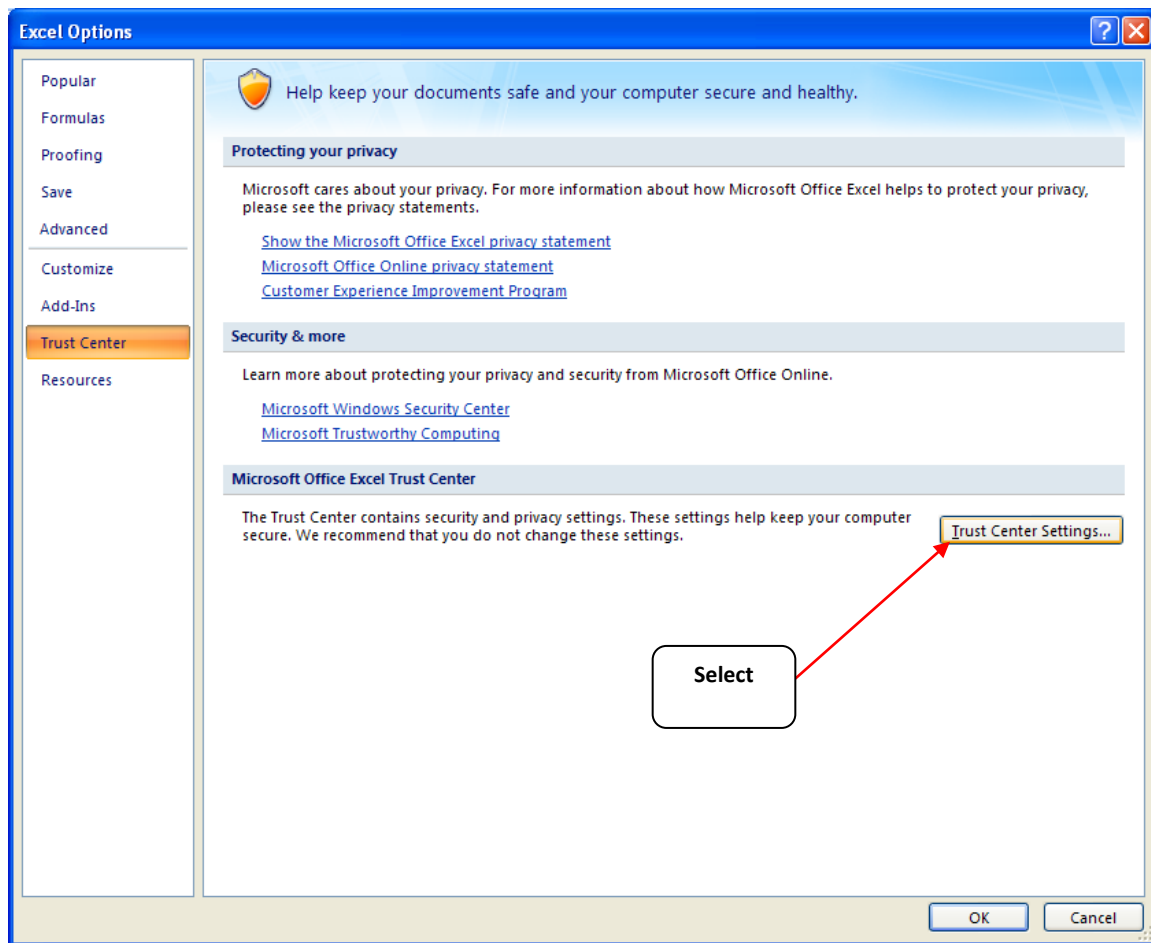 Excel Options
Popular
Formulas
Proofing
Save
Advanced
Customize
Add-Ins
Trust Center
Resources
Help keep your documents safe and your computer secure and healthy.
Protecting your privacy
Microsoft cares about your privacy. For more information about how Microsoft Office Excel helps to protect your privacy,
please see the privacy statements.
Show the Microsoft Office Excel privacy statement
Microsoft Office Online privacy statement
Customer Experience Improvement Program
Security & more
Learn more about protecting your privacy and security from Microsoft Office Online.
Microsoft Windows Security Center
Microsoft Trustworthy Computing
Microsoft Office Excel Trust Center
The Trust Center contains security and privacy settings. These settings help keep your computer
secure. We recommend that you do not change these settings.
Trust Center Settings...
Select
OK
Cancel